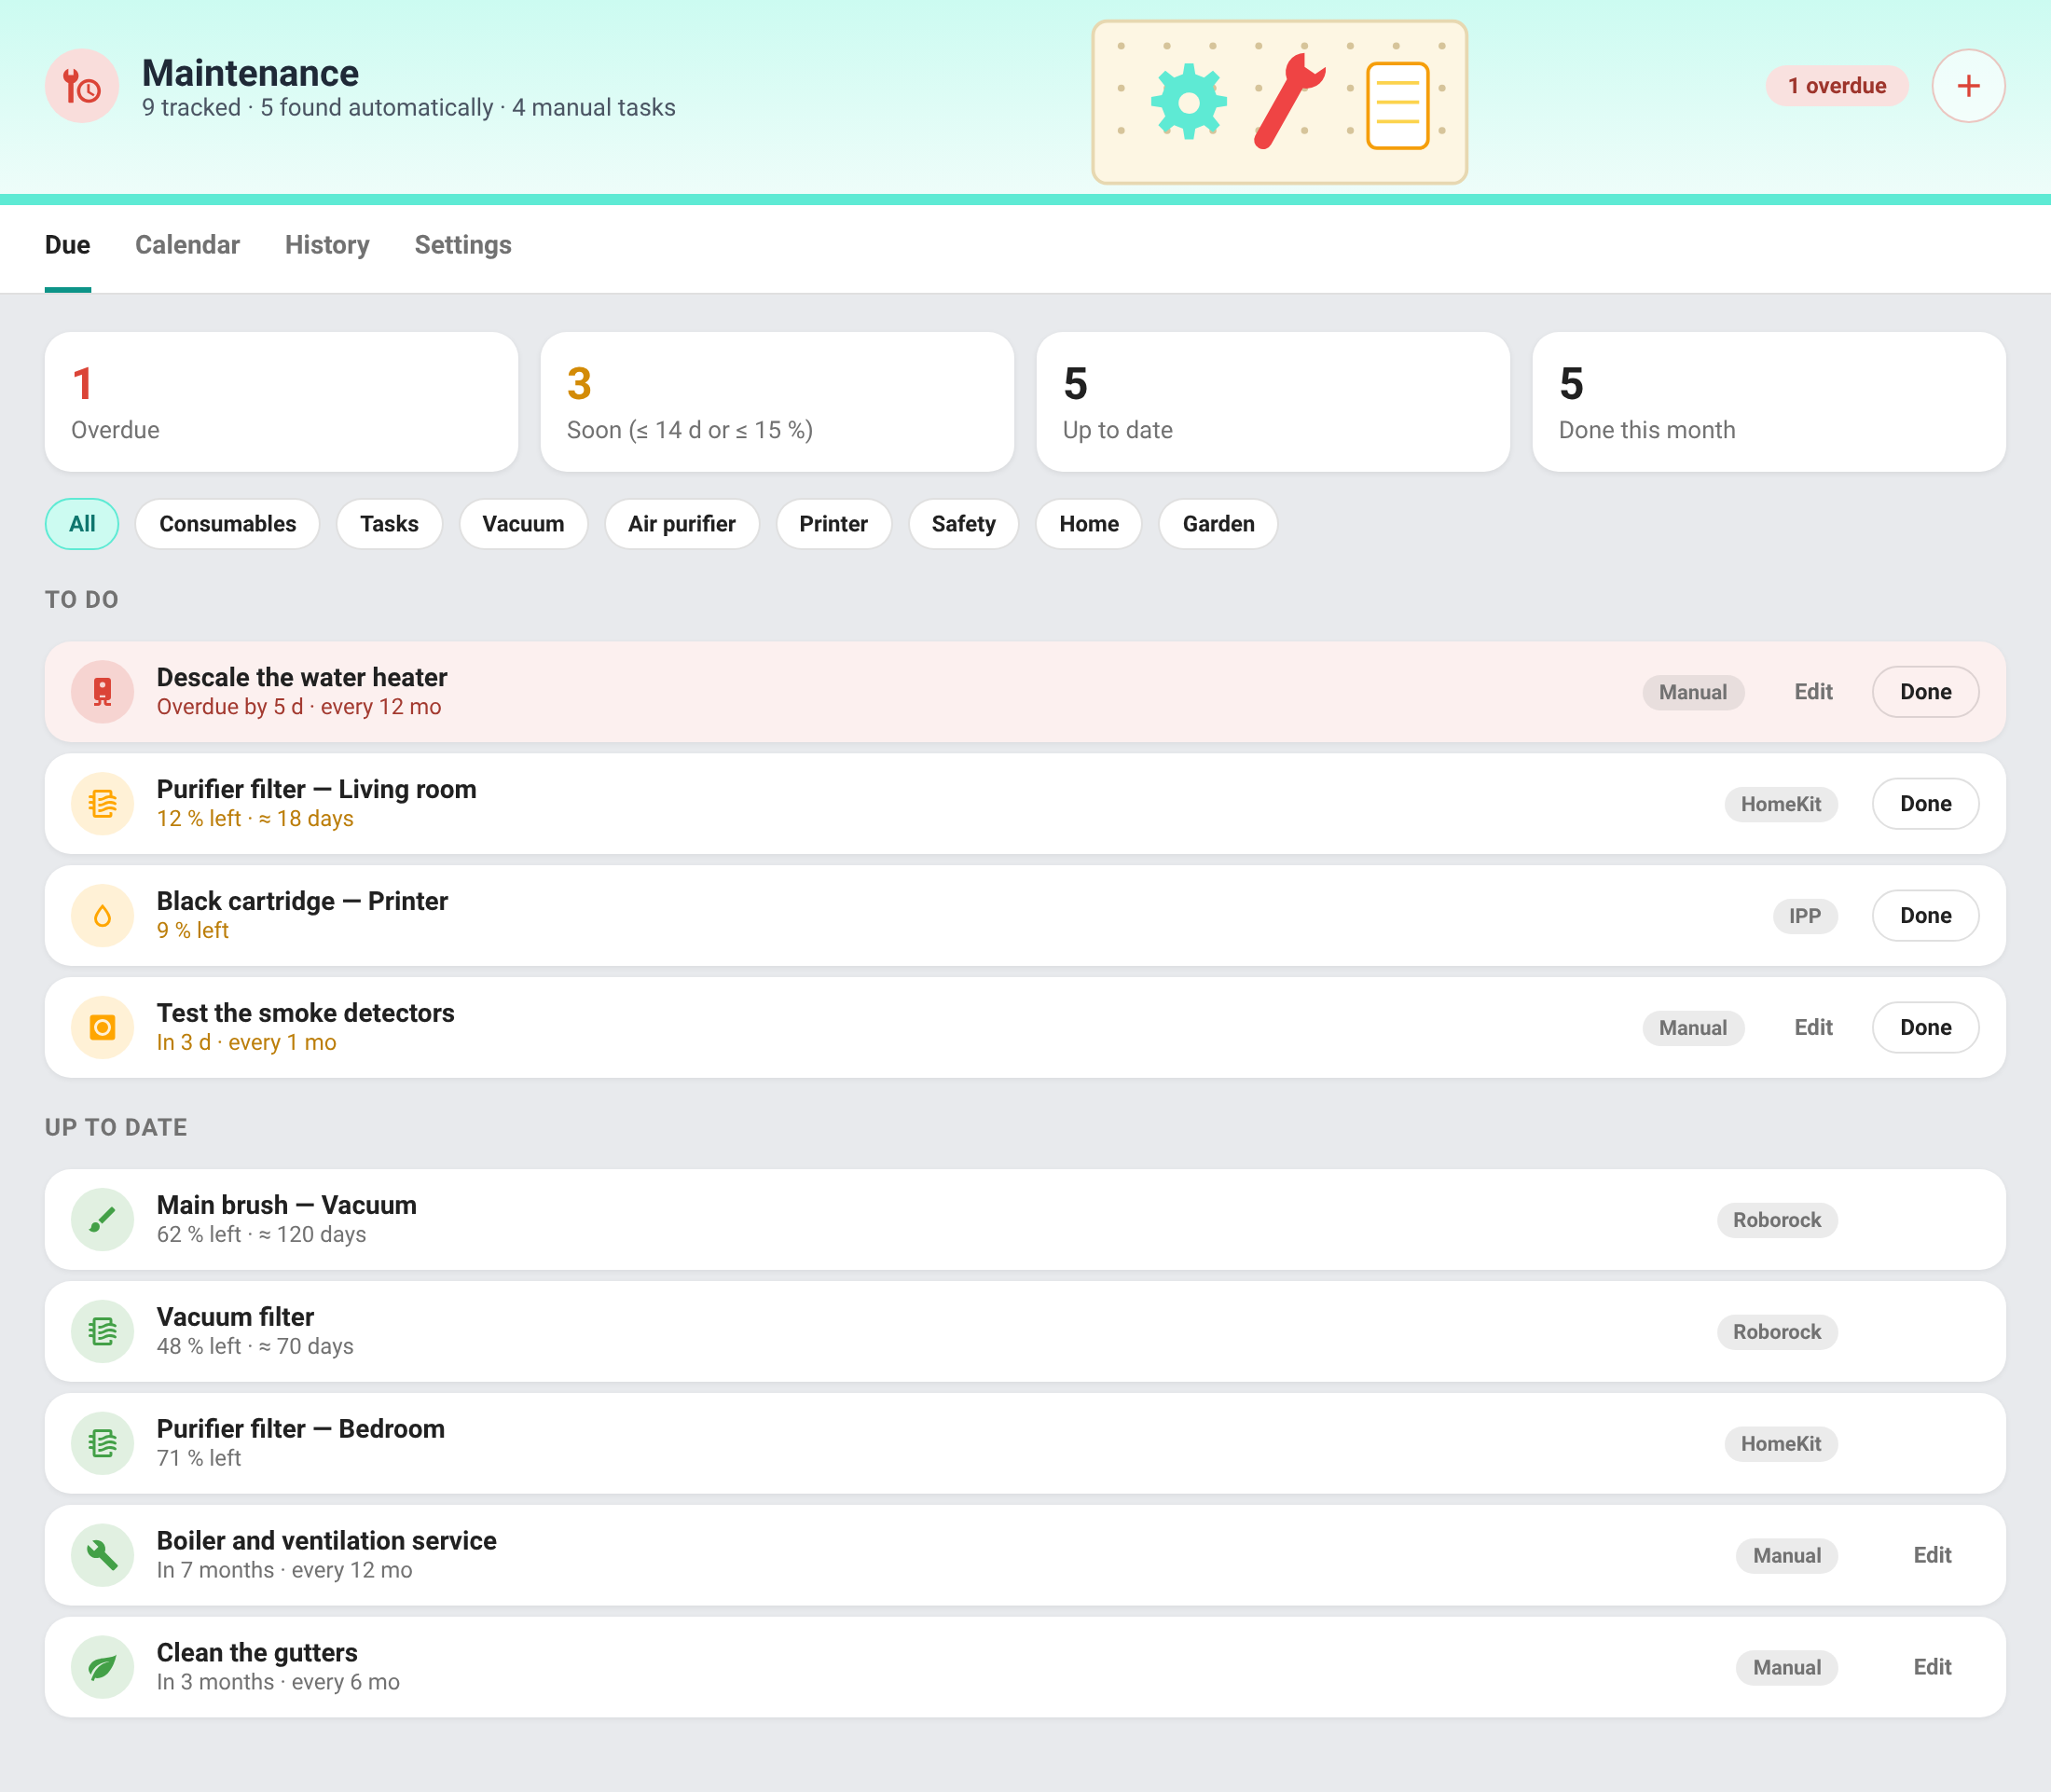 Maintenance
9 tracked · 5 found automatically · 4 manual tasks
1 overdue
+
Due Calendar History Settings
1
Overdue
3
Soon (≤ 14 d or ≤ 15 %)
5
Up to date
5
Done this month
All Consumables Tasks Vacuum Air purifier Printer Safety Home Garden
TO DO
Descale the water heater
Overdue by 5 d · every 12 mo
Manual Edit Done
Purifier filter — Living room
12 % left · ≈ 18 days
HomeKit Done
Black cartridge — Printer
9 % left
IPP Done
Test the smoke detectors
In 3 d · every 1 mo
Manual Edit Done
UP TO DATE
Main brush — Vacuum
62 % left · ≈ 120 days
Roborock
Vacuum filter
48 % left · ≈ 70 days
Roborock
Purifier filter — Bedroom
71 % left
HomeKit
Boiler and ventilation service
In 7 months · every 12 mo
Manual Edit
Clean the gutters
In 3 months · every 6 mo
Manual Edit